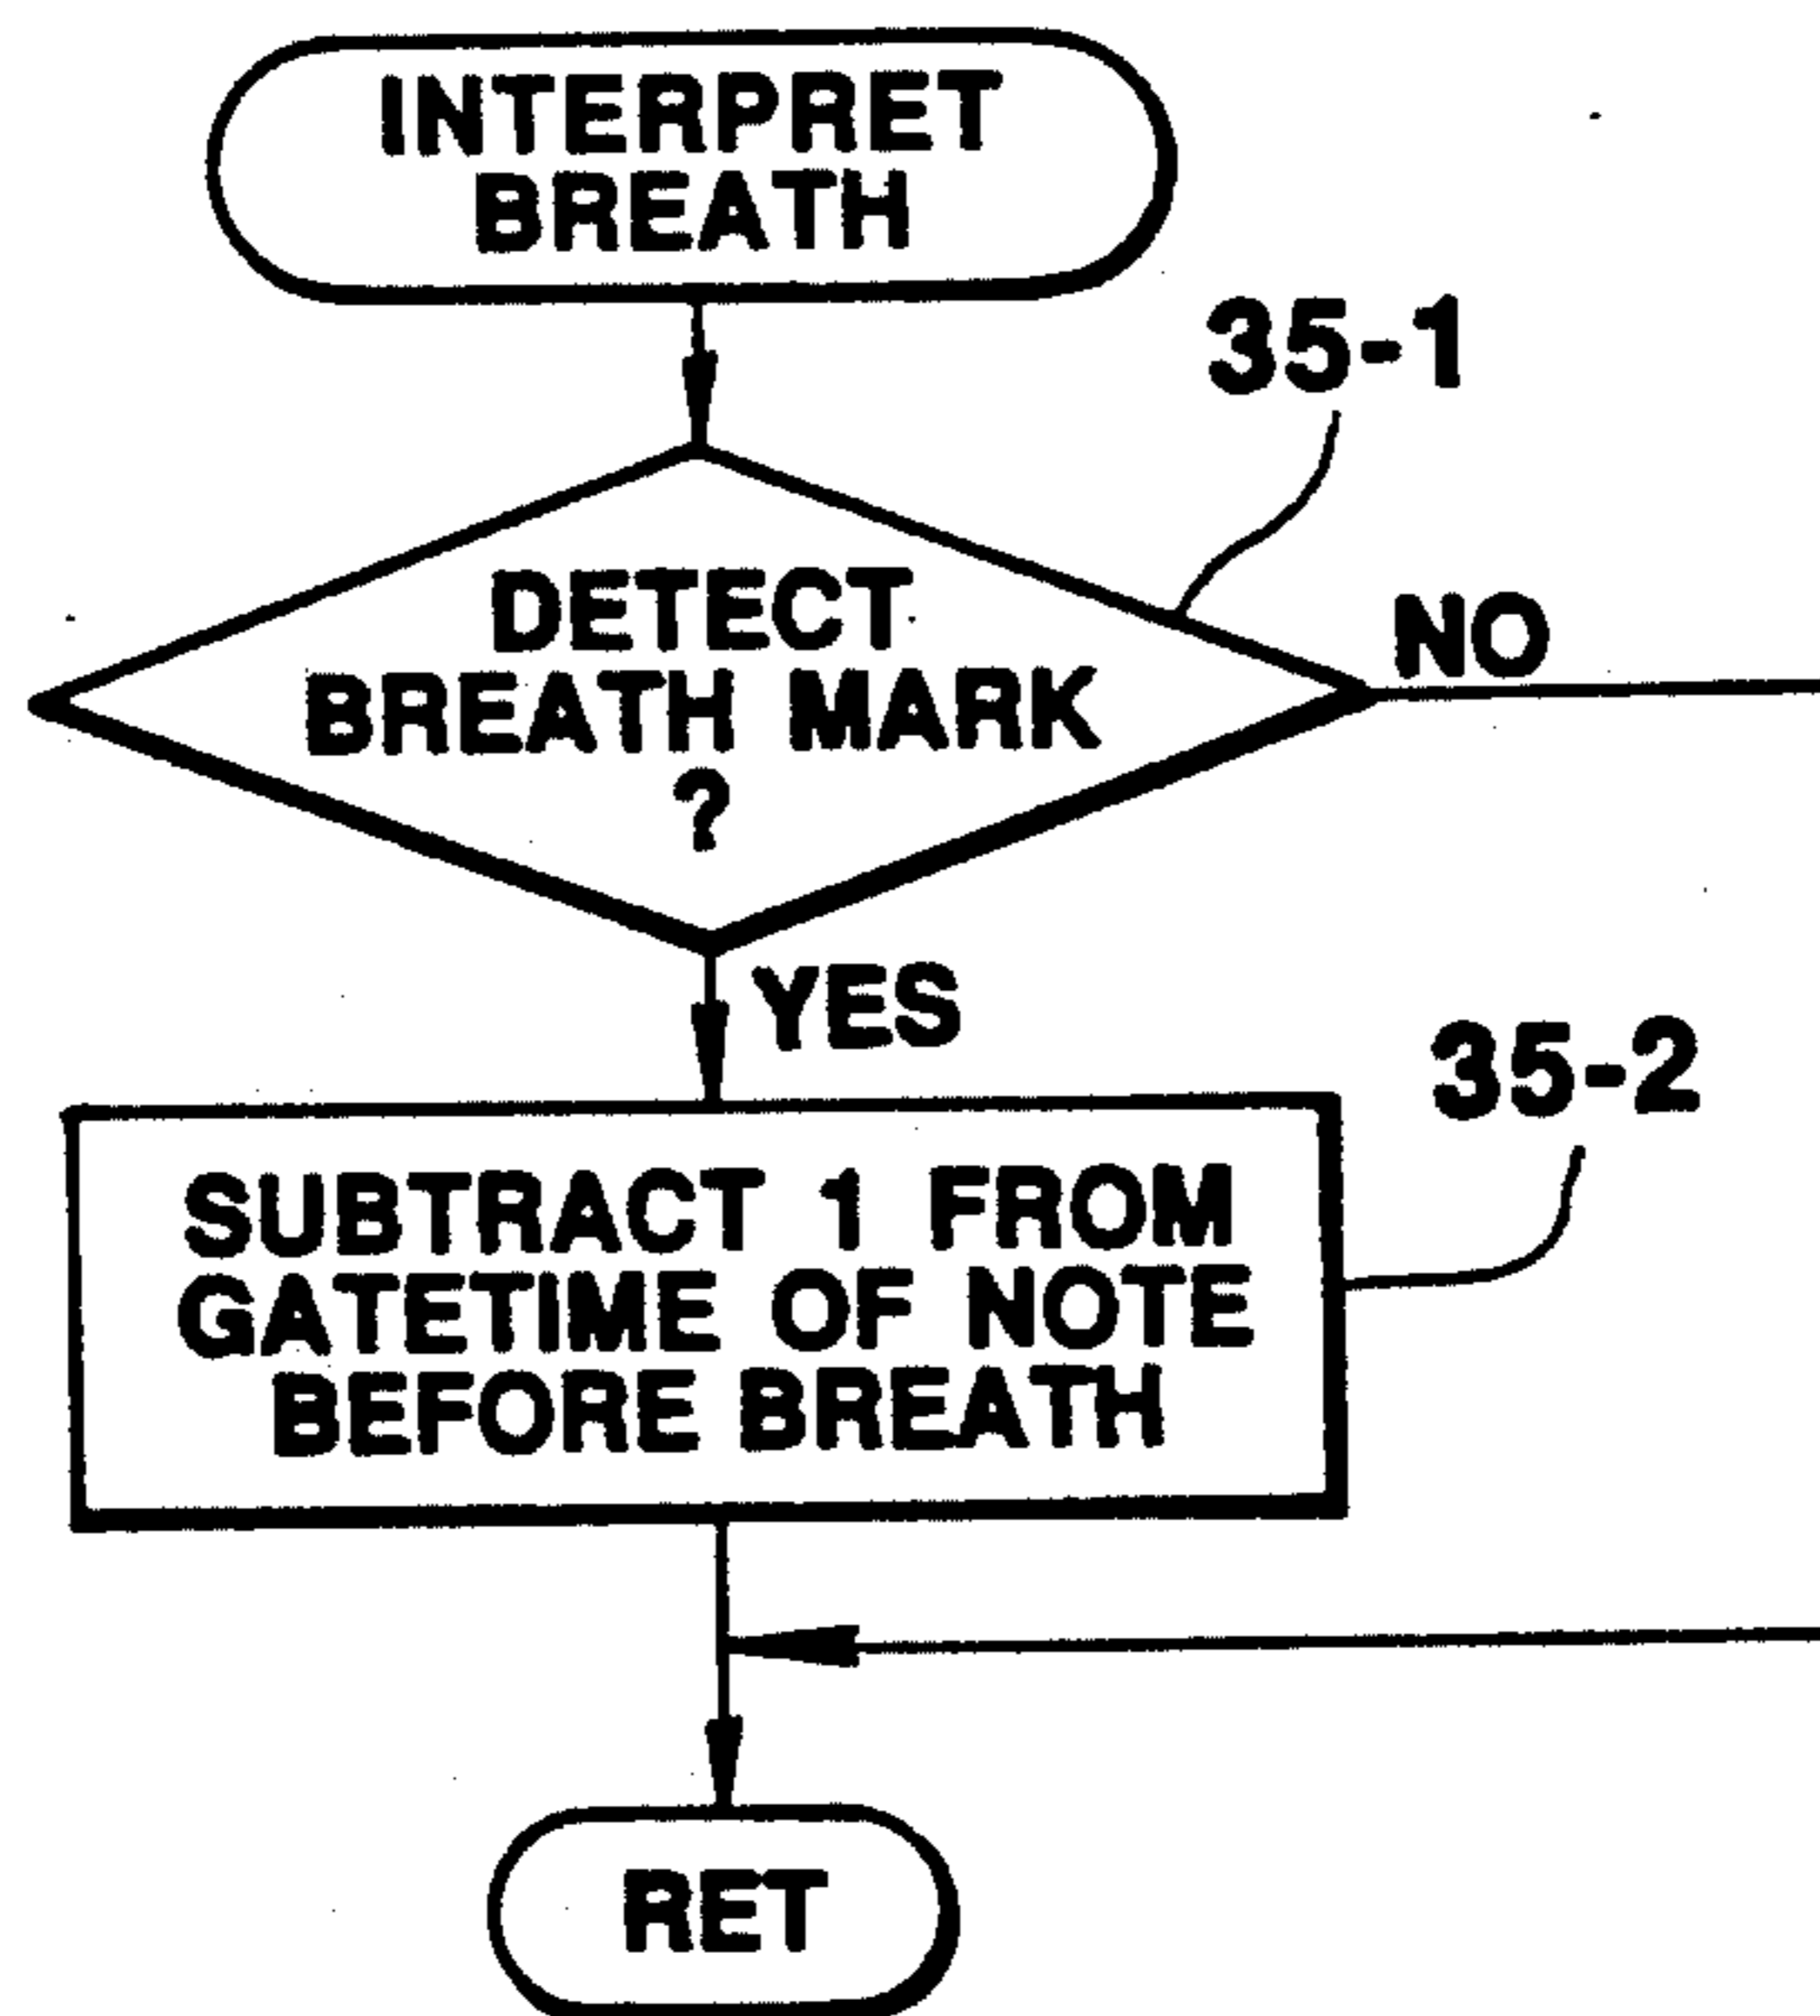 INTERPRET
BREATH
35-1
DETECT
BREATH MARK
?
NO
YES
35-2
SUBTRACT 1 FROM
GATETIME OF NOTE
BEFORE BREATH
RET